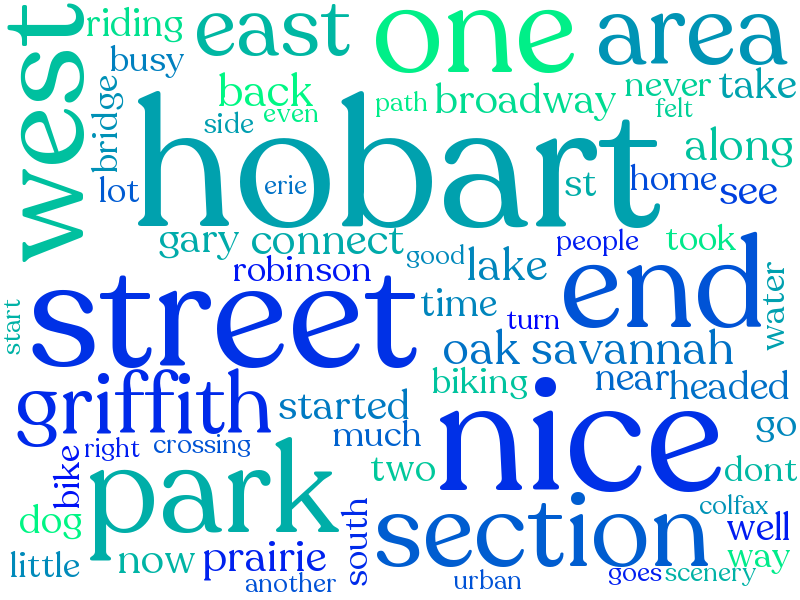 west
riding
east
one
area
busy
bridge
back
even
path
broadway
never
take
felt
side
hobart
along
lot
erie
st
home
see
gary
connect
good
lake
people
took
robinson
end
water
start
street
time
turn
oak savannah
griffith
started
biking
near
headed
nice
much
go
bike
right
crossing
park
two
dont
dog
now
south
section
colfax
well
way
little
prairie
another
urban
goes
scenery